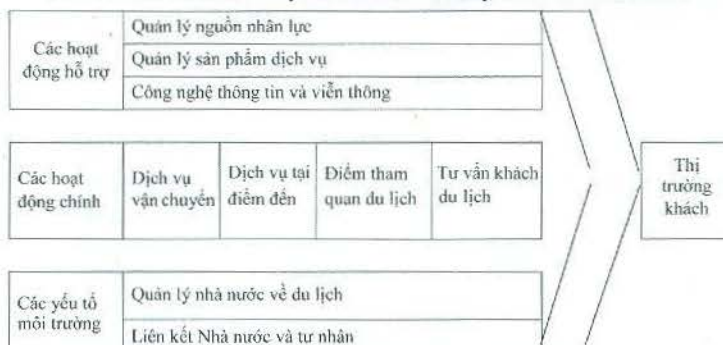 Các hoạt
động hỗ trợ
Quản lý nguồn nhân lực
Quản lý sản phẩm dịch vụ
Công nghệ thông tin và viễn thông
Các hoạt
động chính
Dịch vụ
vận chuyển
Dịch vụ tại
điểm đến
Điểm tham
quan du lịch
Tư vấn khách
du lịch
Thị
trường
khách
Các yếu tố
môi trường
Quản lý nhà nước về du lịch
Liên kết Nhà nước và tư nhân